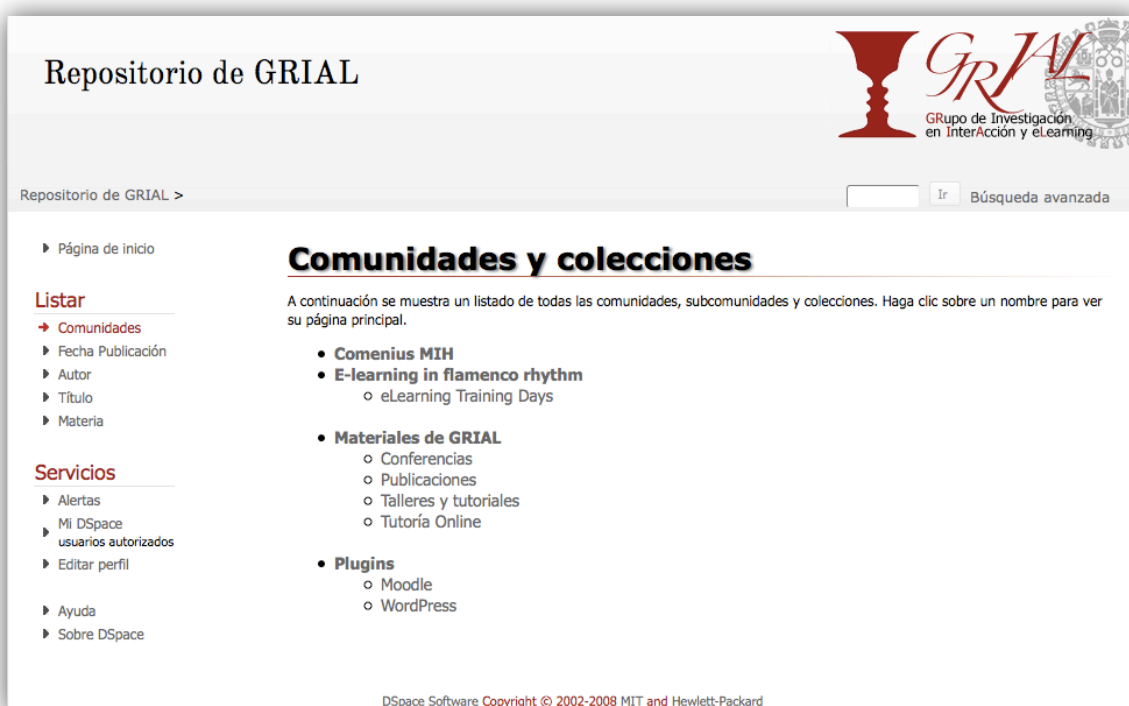 Repositorio de GRIAL
GRIAL
GRupo de Investigación
en InterAcción y eLearning
Repositorio de GRIAL >
Ir
Búsqueda avanzada
Página de inicio
Listar
Comunidades
Fecha Publicación
Autor
Título
Materia
Servicios
Alertas
Mi DSpace
usuarios autorizados
Editar perfil
Ayuda
Sobre DSpace
Comunidades y colecciones
A continuación se muestra un listado de todas las comunidades, subcomunidades y colecciones. Haga clic sobre un nombre para ver
su página principal.
Comenius MIH
E-learning in flamenco rhythm
eLearning Training Days
Materiales de GRIAL
Conferencias
Publicaciones
Talleres y tutoriales
Tutoría Online
Plugins
Moodle
WordPress
DSpace Software Copyright © 2002-2008 MIT and Hewlett-Packard